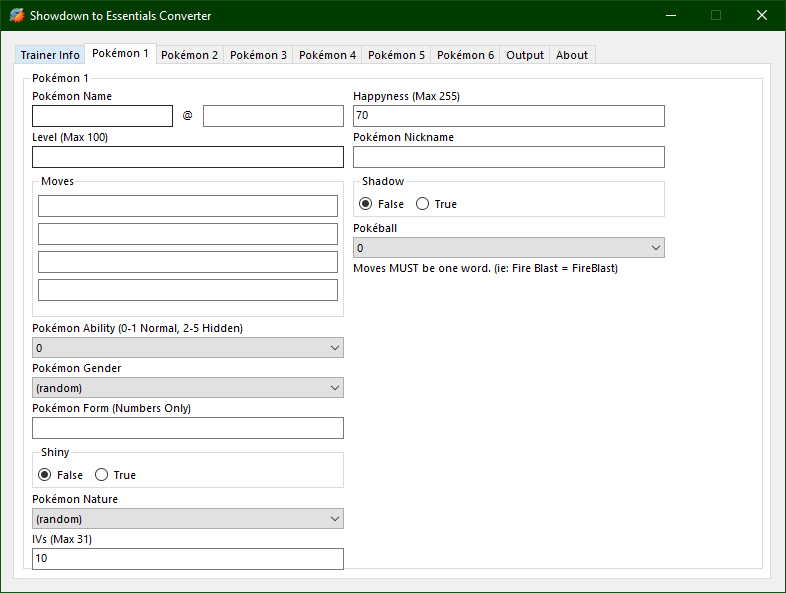 Showdown to Essentials Converter
Trainer Info Pokémon 1 Pokémon 2 Pokémon 3 Pokémon 4 Pokémon 5 Pokémon 6 Output About
Pokémon 1
Pokémon Name
@
Level (Max 100)
Moves
Pokémon Ability (0-1 Normal, 2-5 Hidden)
0
Pokémon Gender
(random)
Pokémon Form (Numbers Only)
Shiny
False True
Pokémon Nature
(random)
IVs (Max 31)
10
Happyness (Max 255)
70
Pokémon Nickname
Shadow
False True
Pokéball
0
Moves MUST be one word. (ie: Fire Blast = FireBlast)